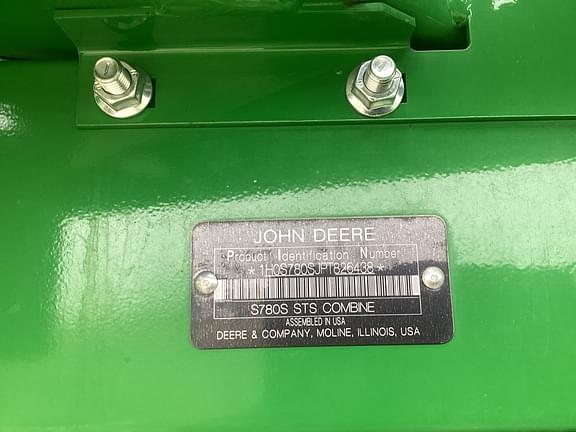 JOHN DEERE
Product Identification Number
*1H0S780SJPT826438*
S780S STS COMBINE
ASSEMBLED IN USA
DEERE & COMPANY, MOLINE, ILLINOIS, USA